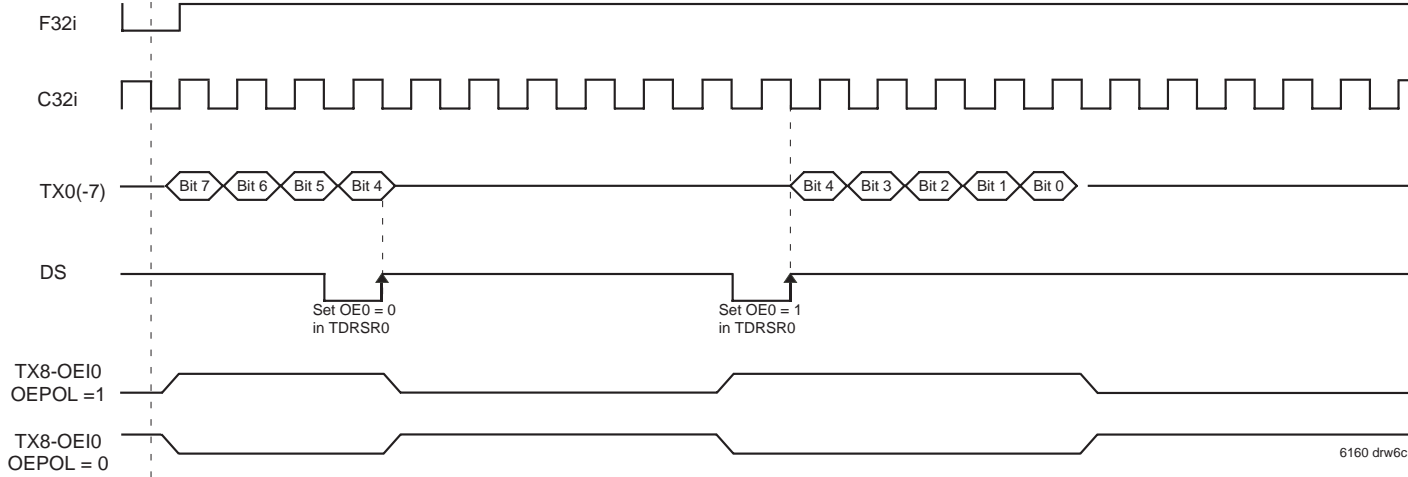 F32i
C32i
TX0(-7)
Bit 7 Bit 6 Bit 5 Bit 4 Bit 4 Bit 3 Bit 2 Bit 1 Bit 0
DS
Set OE0 = 0
in TDRSR0
Set OE0 = 1
in TDRSR0
TX8-OEI0
OEPOL =1
TX8-OEI0
OEPOL = 0
6160 drw6c